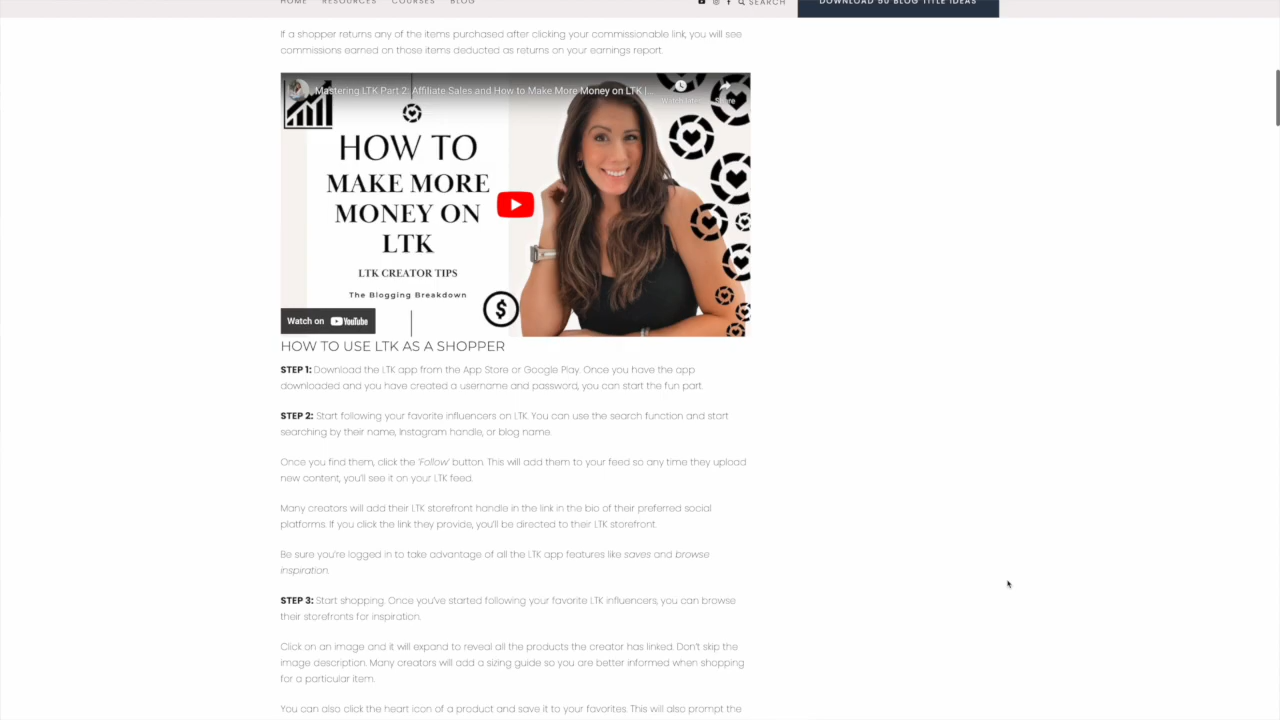 HOME RESOURCES COURSES BLOG SEARCH DOWNLOAD 50 BLOG TITLE IDEAS
If a shopper returns any of the items purchased after clicking your commissionable link, you will see
commissions earned on those items deducted as returns on your earnings report.
Mastering LTK Part 2: Affiliate Sales and How to Make More Money on LTK |...
Watch later Share
HOW TO
MAKE MORE
MONEY ON
LTK
LTK CREATOR TIPS
The Blogging Breakdown
$
Watch on YouTube
HOW TO USE LTK AS A SHOPPER
STEP 1: Download the LTK app from the App Store or Google Play. Once you have the app
downloaded and you have created a username and password, you can start the fun part.
STEP 2: Start following your favorite influencers on LTK. You can use the search function and start
searching by their name, Instagram handle, or blog name.
Once you find them, click the 'Follow' button. This will add them to your feed so any time they upload
new content, you'll see it on your LTK feed.
Many creators will add their LTK storefront handle in the link in the bio of their preferred social
platforms. If you click the link they provide, you'll be directed to their LTK storefront.
Be sure you're logged in to take advantage of all the LTK app features like saves and browse
inspiration.
STEP 3: Start shopping. Once you've started following your favorite LTK influencers, you can browse
their storefronts for inspiration.
Click on an image and it will expand to reveal all the products the creator has linked. Don't skip the
image description. Many creators will add a sizing guide so you are better informed when shopping
for a particular item.
You can also click the heart icon of a product and save it to your favorites. This will also prompt the